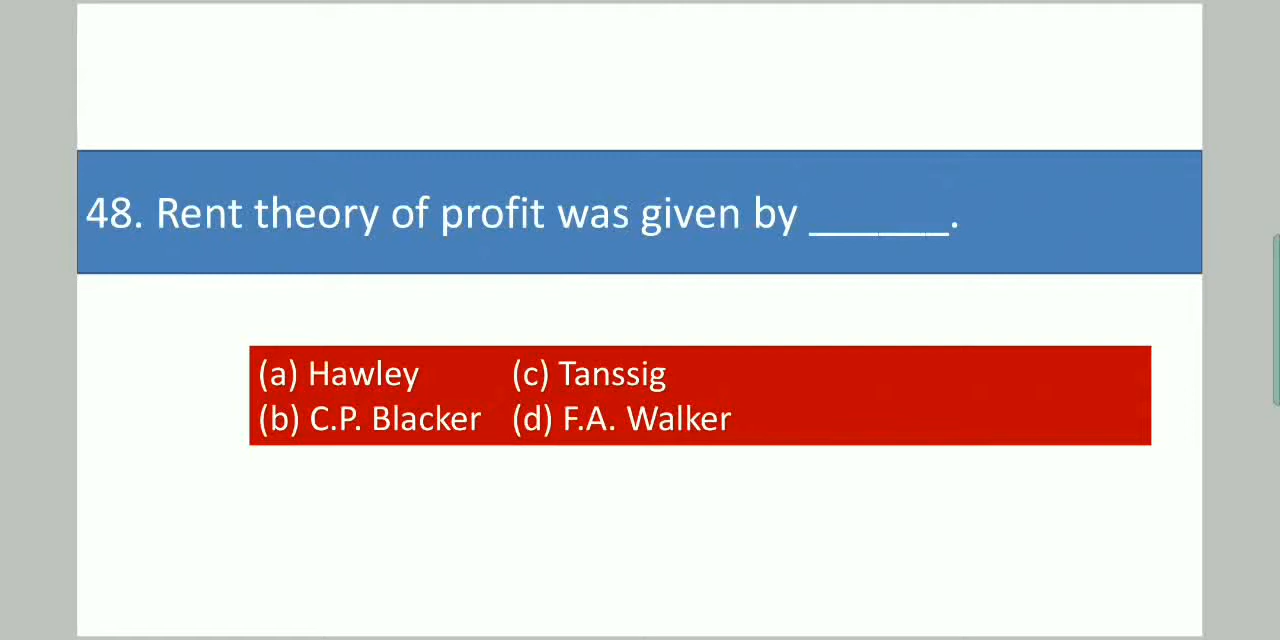 48. Rent theory of profit was given by ______.
(a) Hawley (c) Tanssig
(b) C.P. Blacker (d) F.A. Walker